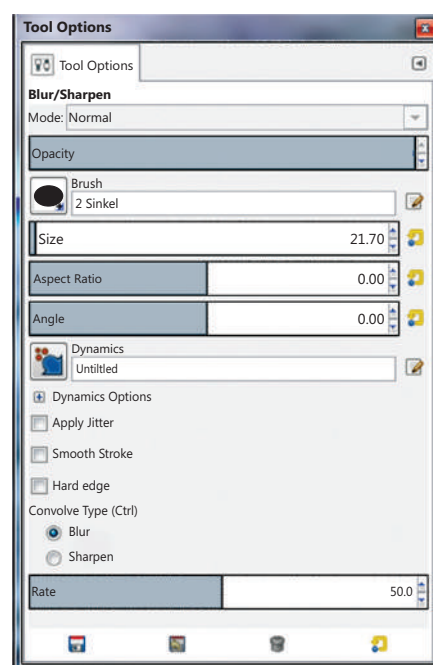 Tool Options
Tool Options
Blur/Sharpen
Mode: Normal
Opacity
Brush
2 Sinkel
Size 21.70
Aspect Ratio 0.00
Angle 0.00
Dynamics
Untiltled
Dynamics Options
Apply Jitter
Smooth Stroke
Hard edge
Convolve Type (Ctrl)
Blur
Sharpen
Rate 50.0